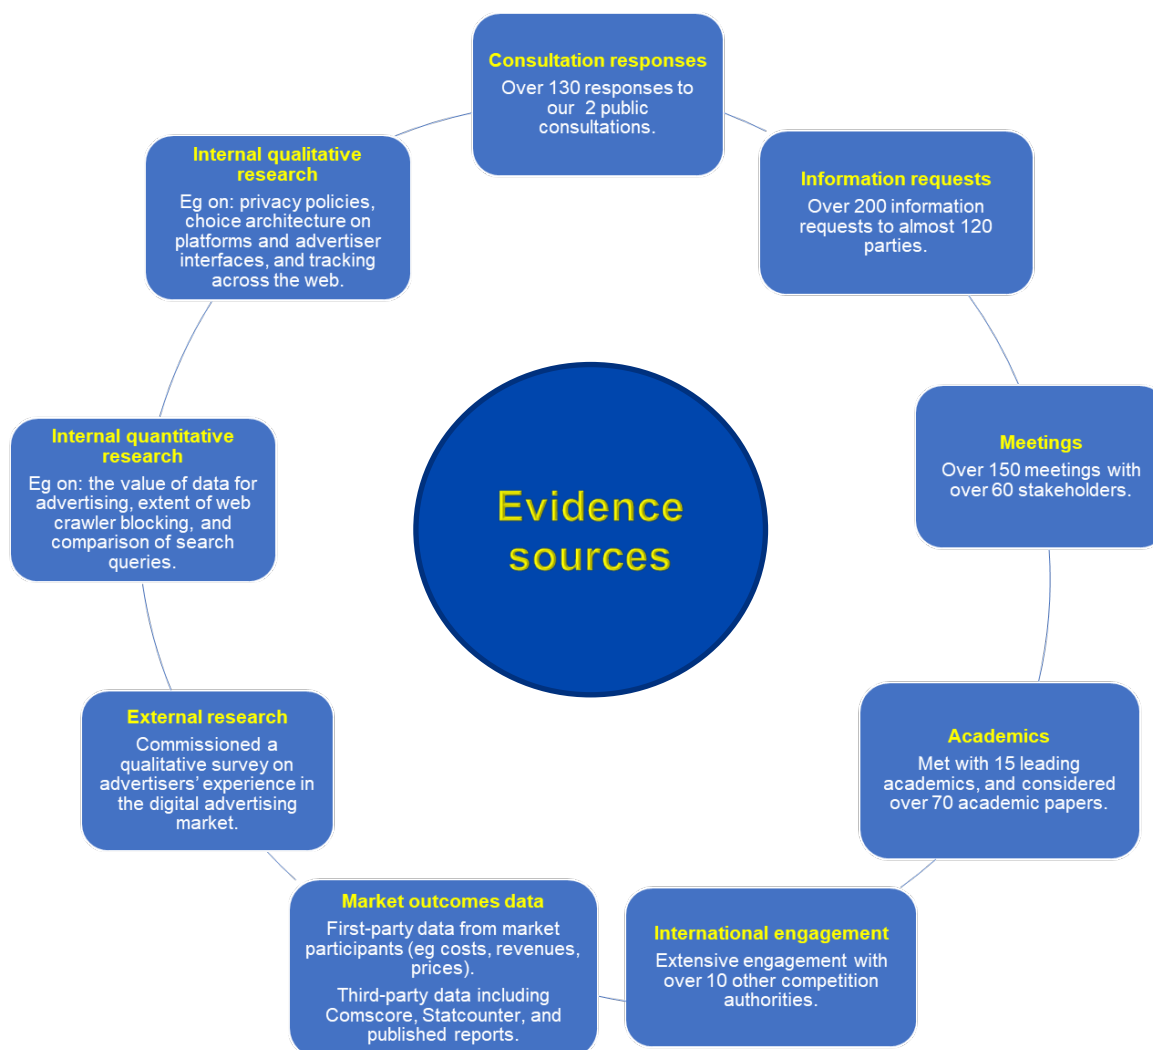 Consultation responses
Over 130 responses to
our 2 public
consultations.
Information requests
Over 200 information
requests to almost 120
parties.
Meetings
Over 150 meetings with
over 60 stakeholders.
Academics
Met with 15 leading
academics, and considered
over 70 academic papers.
International engagement
Extensive engagement with
over 10 other competition
authorities.
Market outcomes data
First-party data from market
participants (eg costs, revenues,
prices).
Third-party data including
Comscore, Statcounter, and
published reports.
External research
Commissioned a
qualitative survey on
advertisers’ experience in
the digital advertising
market.
Internal quantitative
research
Eg on: the value of data for
advertising, extent of web
crawler blocking, and
comparison of search
queries.
Internal qualitative
research
Eg on: privacy policies,
choice architecture on
platforms and advertiser
interfaces, and tracking
across the web.
Evidence
sources